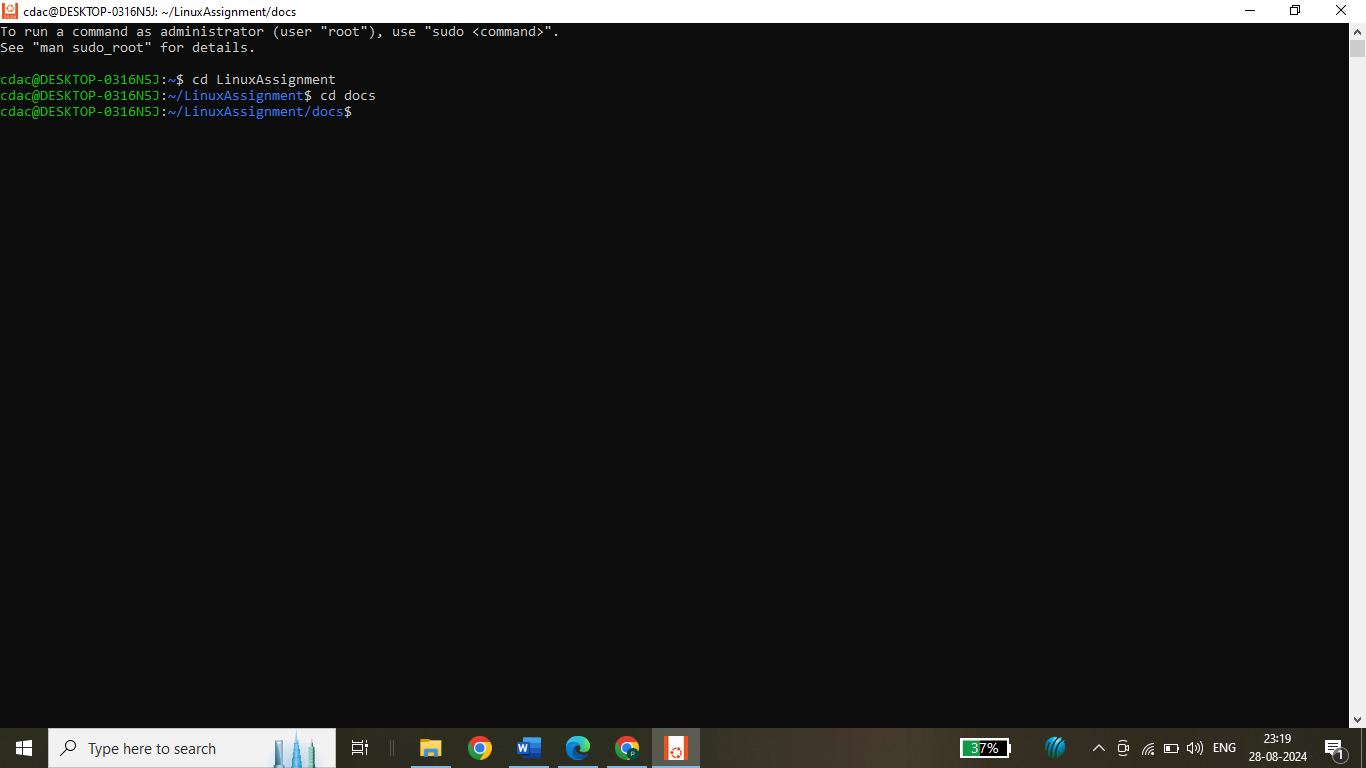 cdac@DESKTOP-0316N5J: ~/LinuxAssignment/docs
To run a command as administrator (user "root"), use "sudo <command>".
See "man sudo_root" for details.
cdac@DESKTOP-0316N5J:~$ cd LinuxAssignment
cdac@DESKTOP-0316N5J:~/LinuxAssignment$ cd docs
cdac@DESKTOP-0316N5J:~/LinuxAssignment/docs$
Type here to search
37%
ENG
23:19
28-08-2024
1